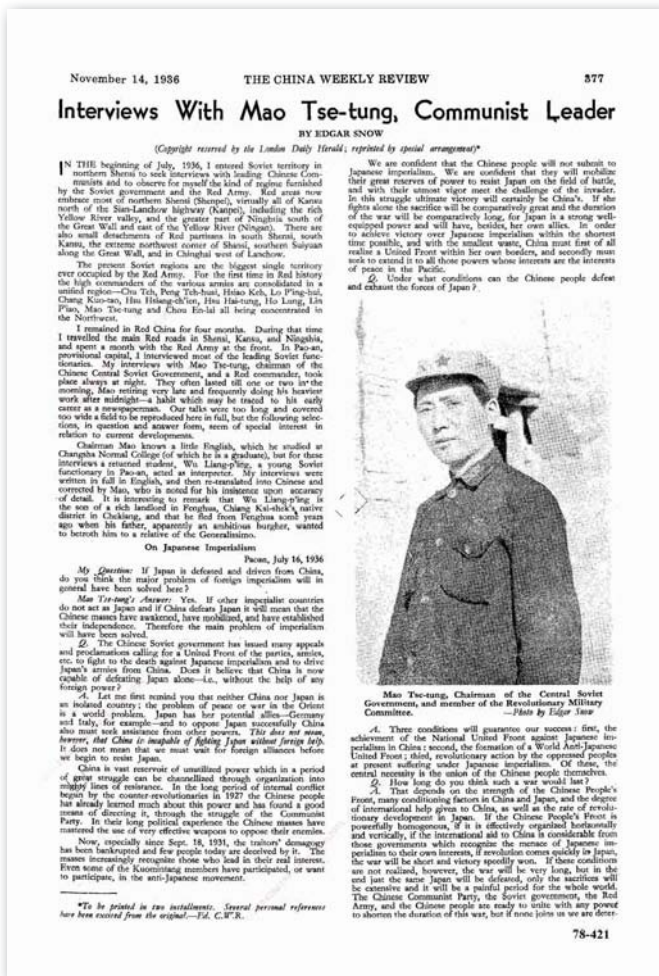 November 14, 1936
THE CHINA WEEKLY REVIEW
377
Interviews With Mao Tse-tung, Communist Leader
BY EDGAR SNOW
(Copyright reserved by the London Daily Herald; reprinted by special arrangement)*
IN THE beginning of July, 1936, I entered Soviet territory in
northern Shensi to seek interviews with leading Chinese Com-
munists and to observe for myself the kind of regime furnished
by the Soviet government and the Red Army. Red areas now
embrace most of northern Shensi (Shenpei), virtually all of Kansu
north of the Sian-Lanchow highway (Kanpei), including the rich
Yellow River valley, and the greater part of Ninghsia south of
the Great Wall and east of the Yellow River (Ningan). There are
also small detachments of Red partisans in south Shensi, south
Kansu, the extreme northwest corner of Shansi, southern Suiyuan
along the Great Wall, and in Chinghai west of Lanchow.
The present Soviet regions are the biggest single territory
ever occupied by the Red Army. For the first time in Red history
the high commanders of the various armies are consolidated in a
unified region—Chu Teh, Peng Teh-huai, Hsiao Keh, Lo P'ing-hui,
Chang Kuo-tao, Hsu Hsiang-ch'ien, Hsu Hai-tung, Ho Lung, Lin
P'iao, Mao Tse-tung and Chou En-lai all being concentrated in
the Northwest.
I remained in Red China for four months. During that time
I travelled the main Red roads in Shensi, Kansu, and Ningshia,
and spent a month with the Red Army at the front. In Pao-an,
provisional capital, I interviewed most of the leading Soviet func-
tionaries. My interviews with Mao Tse-tung, chairman of the
Chinese Central Soviet Government, and a Red commander, took
place always at night. They often lasted till one or two in the
morning, Mao retiring very late and frequently doing his heaviest
work after midnight—a habit which may be traced to his early
career as a newspaperman. Our talks were too long and covered
too wide a field to be reproduced here in full, but the following selec-
tions, in question and answer form, seem of special interest in
relation to current developments.
Chairman Mao knows a little English, which he studied at
Changsha Normal College (of which he is a graduate), but for these
interviews a returned student, Wu Liang-p'ing, a young Soviet
functionary in Pao-an, acted as interpreter. My interviews were
written in full in English, and then re-translated into Chinese and
corrected by Mao, who is noted for his insistence upon accuracy
of detail. It is interesting to remark that Wu Liang-p'ing is
the son of a rich landlord in Fenghua, Chiang Kai-shek's native
district in Chekiang, and that he fled from Fenghua some years
ago when his father, apparently an ambitious burgher, wanted
to betroth him to a relative of the Generalissimo.
On Japanese Imperialism
Paoan, July 16, 1936
My Question: If Japan is defeated and driven from China,
do you think the major problem of foreign imperialism will in
general have been solved here?
Mao Tse-tung's Answer: Yes. If other imperialist countries
do not act as Japan and if China defeats Japan it will mean that the
Chinese masses have awakened, have mobilized, and have established
their independence. Therefore the main problem of imperialism
will have been solved.
Q. The Chinese Soviet government has issued many appeals
and proclamations calling for a United Front of the parties, armies,
etc. to fight to the death against Japanese imperialism and to drive
Japan's armies from China. Does it believe that China is now
capable of defeating Japan alone—i.e., without the help of any
foreign power?
A. Let me first remind you that neither China nor Japan is
an isolated country; the problem of peace or war in the Orient
is a world problem. Japan has her potential allies—Germany
and Italy, for example—and to oppose Japan successfully China
also must seek assistance from other powers. This does not mean,
however, that China is incapable of fighting Japan without foreign help.
It does not mean that we must wait for foreign alliances before
we begin to resist Japan.
China is vast reservoir of unutilized power which in a period
of great struggle can be channellized through organization into
mighty lines of resistance. In the long period of internal conflict
begun by the counter-revolutionaries in 1927 the Chinese people
has already learned much about this power and has found a good
means of directing it, through the struggle of the Communist
Party. In their long political experience the Chinese masses have
mastered the use of very effective weapons to oppose their enemies.
Now, especially since Sept. 18, 1931, the traitors' demagogy
has been bankrupted and few people today are deceived by it. The
masses increasingly recognize those who lead in their real interest.
Even some of the Kuomintang members have participated, or want
to participate, in the anti-Japanese movement.
*To be printed in two installments. Several personal references
have been excised from the original.—Ed. C.W.R.
We are confident that the Chinese people will not submit to
Japanese imperialism. We are confident that they will mobilize
their great reserves of power to resist Japan on the field of battle,
and with their utmost vigor meet the challenge of the invader.
In this struggle ultimate victory will certainly be China's. If she
fights alone the sacrifice will be comparatively great and the duration
of the war will be comparatively long, for Japan is a strong well-
equipped power and will have, besides, her own allies. In order
to achieve victory over Japanese imperialism within the shortest
time possible, and with the smallest waste, China must first of all
realise a United Front within her own borders, and secondly must
seek to extend it to all those powers whose interests are the interests
of peace in the Pacific.
Q. Under what conditions can the Chinese people defeat
and exhaust the forces of Japan?
Mao Tse-tung, Chairman of the Central Soviet
Government, and member of the Revolutionary Military
Committee. —Photo by Edgar Snow
A. Three conditions will guarantee our success: first, the
achievement of the National United Front against Japanese im-
perialism in China; second, the formation of a World Anti-Japanese
United Front; third, revolutionary action by the oppressed peoples
at present suffering under Japanese imperialism. Of these, the
central necessity is the union of the Chinese people themselves.
Q. How long do you think such a war would last?
A. That depends on the strength of the Chinese People's
Front, many conditioning factors in China and Japan, and the degree
of international help given to China, as well as the rate of revolu-
tionary development in Japan. If the Chinese People's Front is
powerfully homogenous, if it is effectively organized horizontally
and vertically, if the international aid to China is considerable from
those governments which recognize the menace of Japanese im-
perialism to their own interests, if revolution comes quickly in Japan,
the war will be short and victory speedily won. If these conditions
are not realized, however, the war will be very long, but in the
end just the same Japan will be defeated, only the sacrifices will
be extensive and it will be a painful period for the whole world.
The Chinese Communist Party, the Soviet government, the Red
Army, and the Chinese people are ready to unite with any power
to shorten the duration of this war, but if none joins us we are deter-
78-421